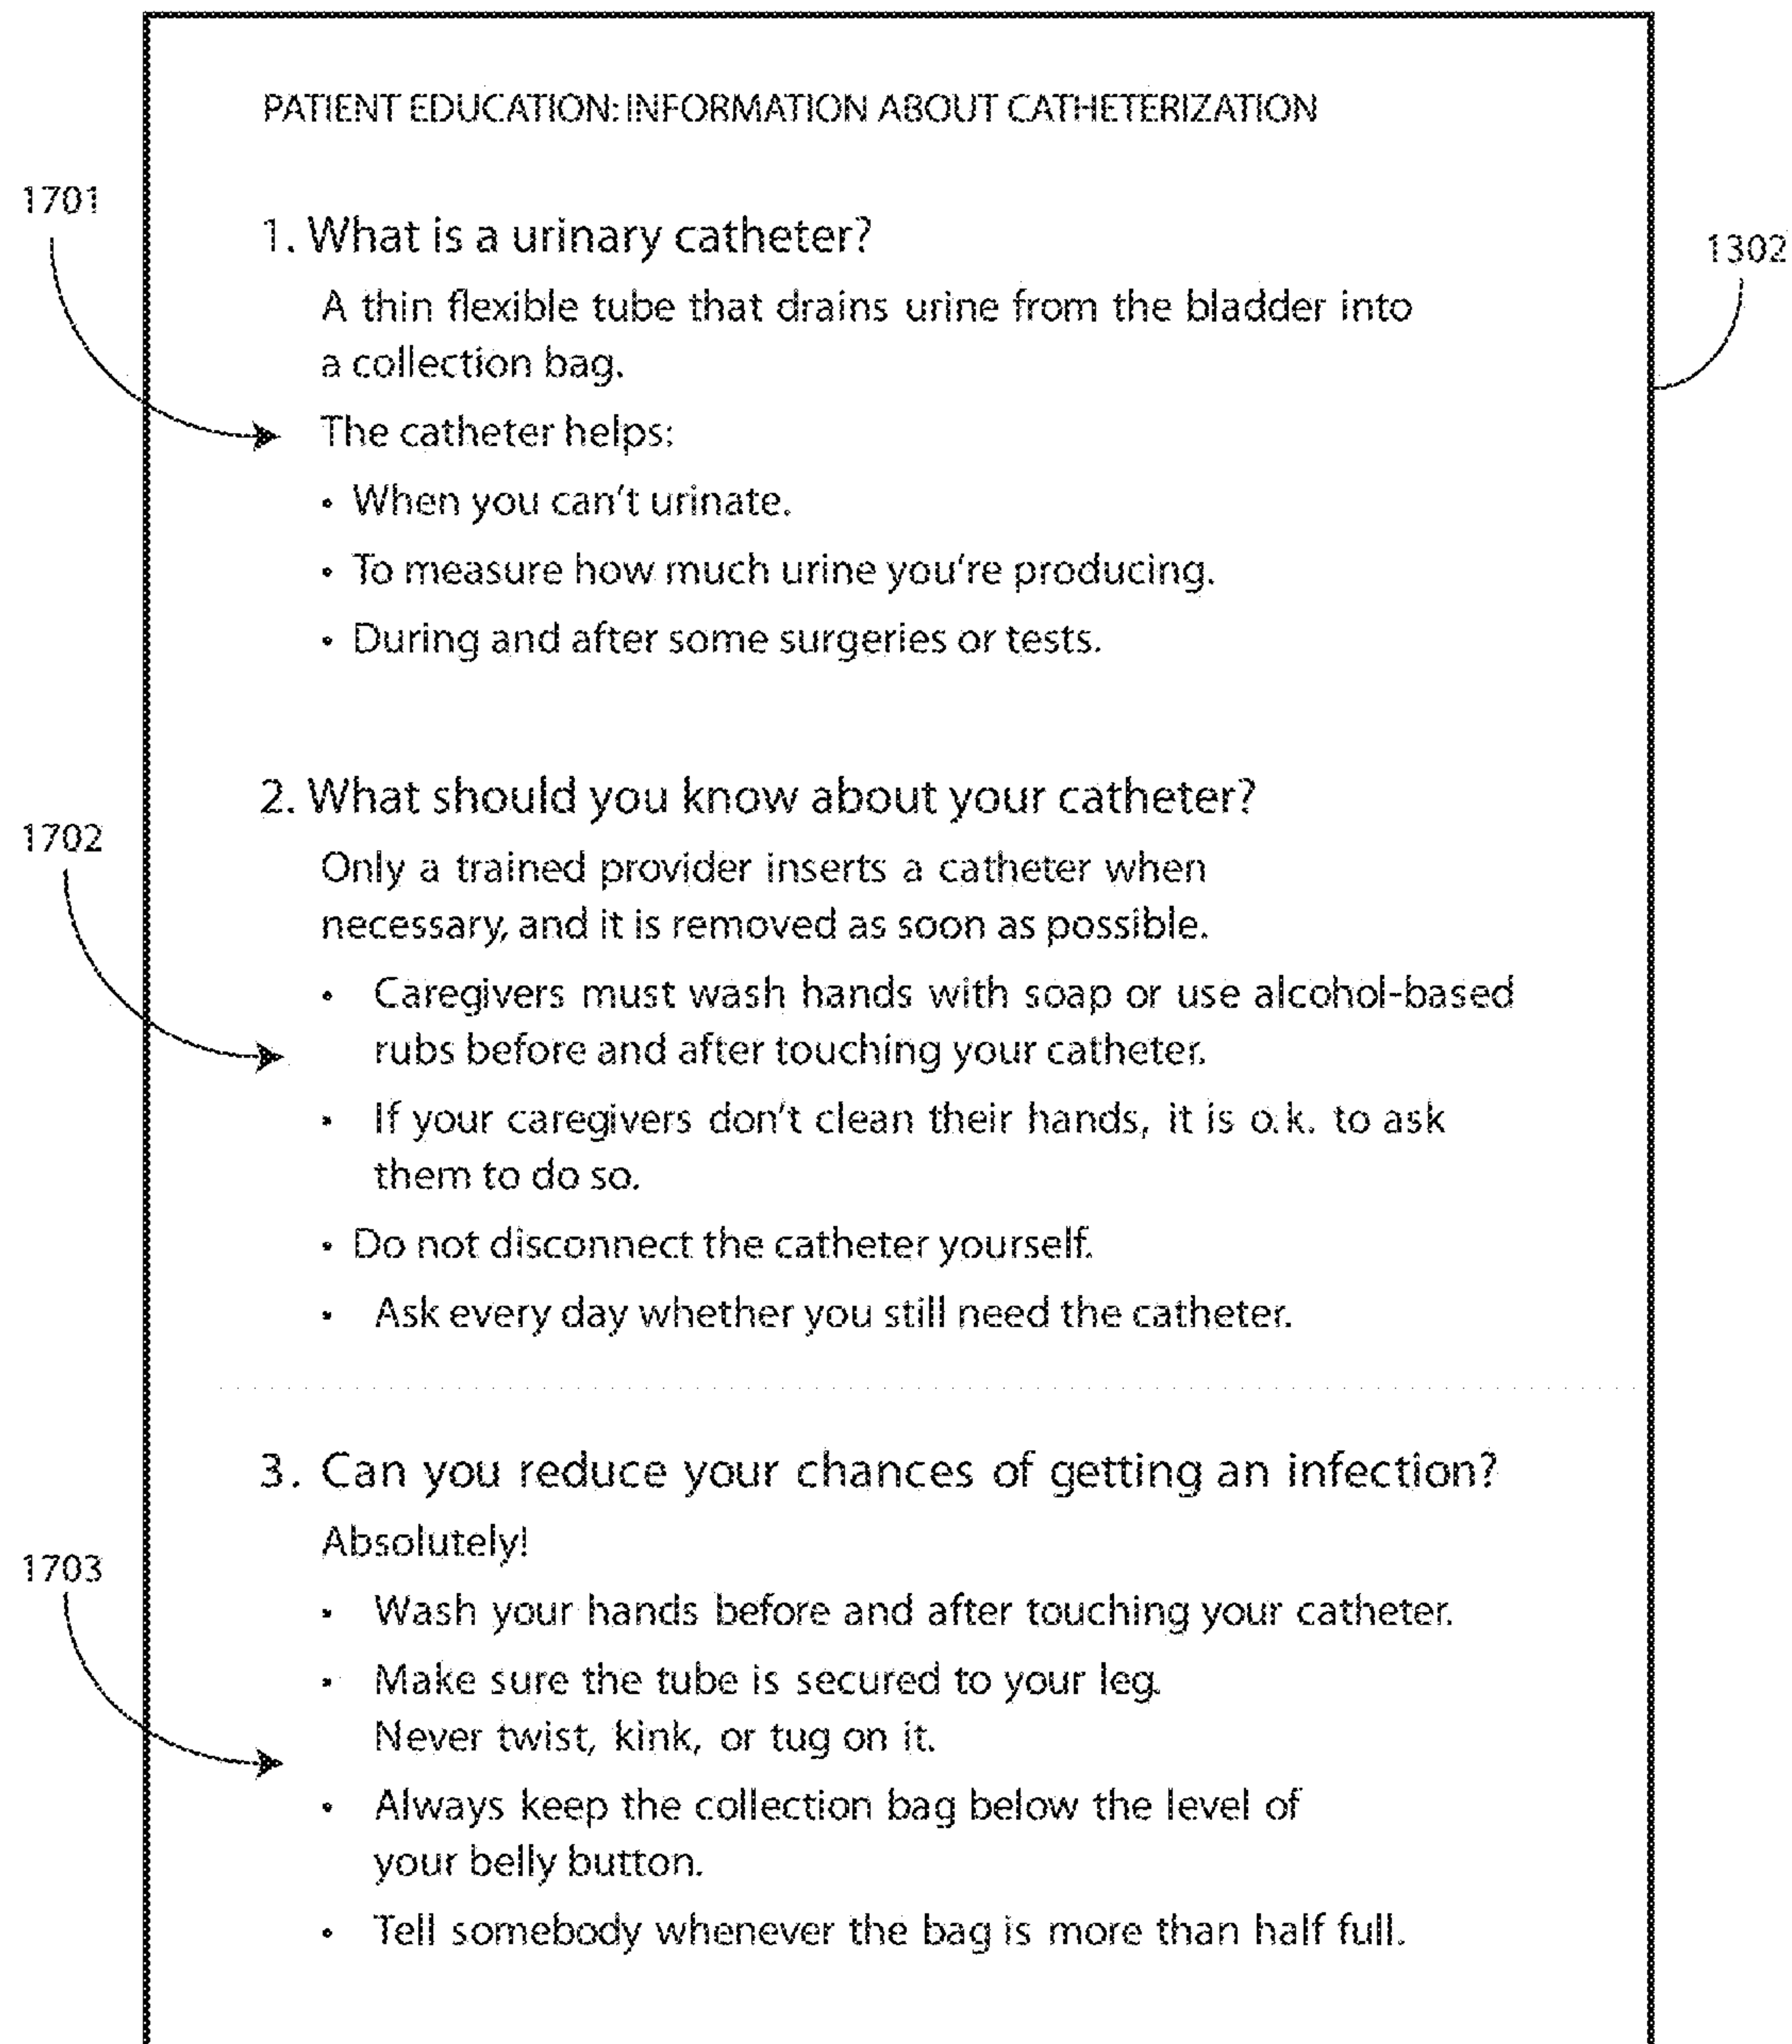 PATIENT EDUCATION: INFORMATION ABOUT CATHETERIZATION
1701
1. What is a urinary catheter?
1302
A thin flexible tube that drains urine from the bladder into
a collection bag.
The catheter helps:
• When you can't urinate.
• To measure how much urine you're producing.
• During and after some surgeries or tests.
2. What should you know about your catheter?
1702
Only a trained provider inserts a catheter when
necessary, and it is removed as soon as possible.
• Caregivers must wash hands with soap or use alcohol-based
rubs before and after touching your catheter.
• If your caregivers don't clean their hands, it is o.k. to ask
them to do so.
• Do not disconnect the catheter yourself.
• Ask every day whether you still need the catheter.
3. Can you reduce your chances of getting an infection?
Absolutely!
1703
• Wash your hands before and after touching your catheter.
• Make sure the tube is secured to your leg.
Never twist, kink, or tug on it.
• Always keep the collection bag below the level of
your belly button.
• Tell somebody whenever the bag is more than half full.